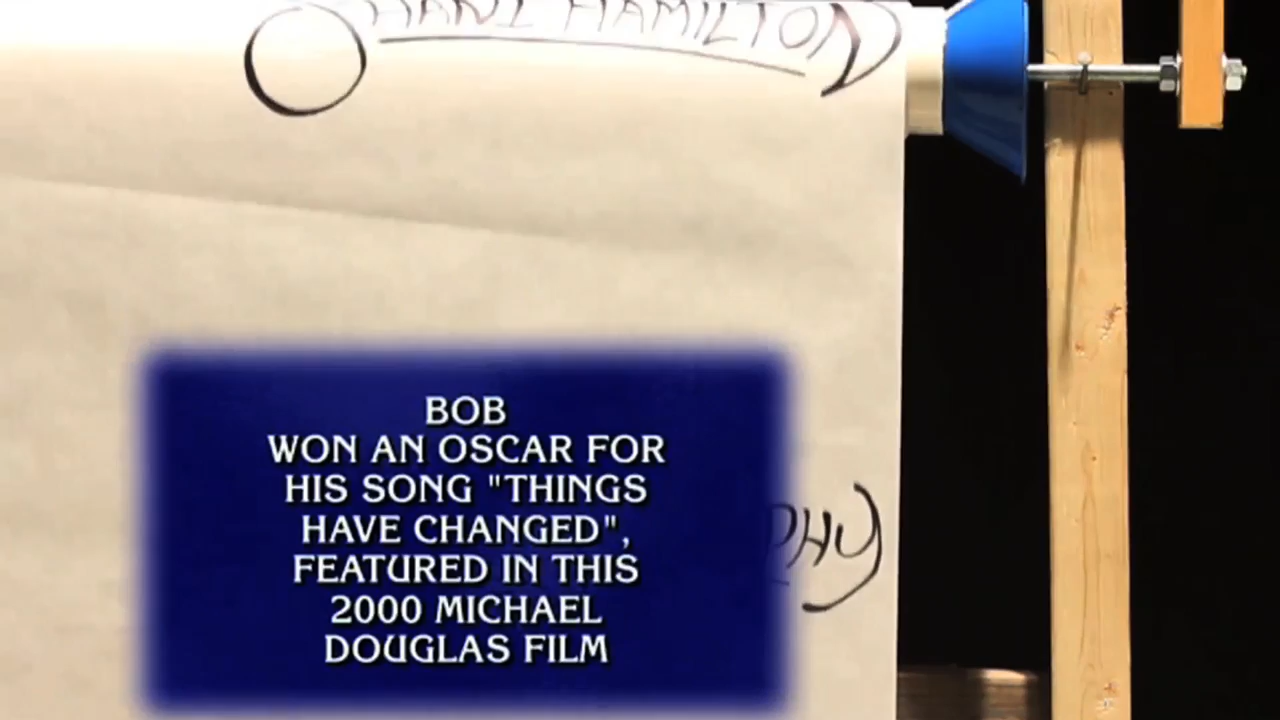 HAMILTON
BOB
WON AN OSCAR FOR
HIS SONG "THINGS
HAVE CHANGED",
FEATURED IN THIS
2000 MICHAEL
DOUGLAS FILM